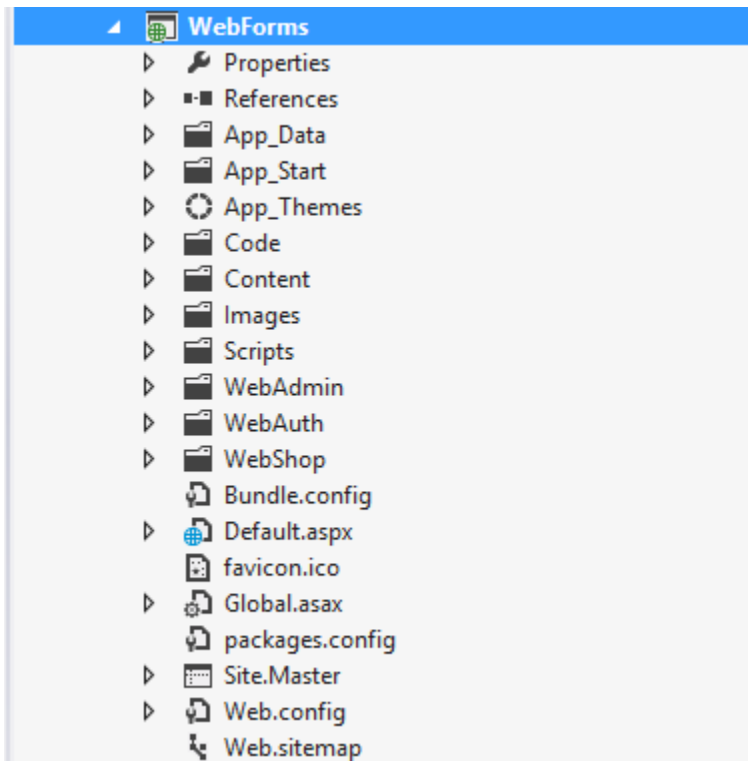 WebForms
Properties
References
App_Data
App_Start
App_Themes
Code
Content
Images
Scripts
WebAdmin
WebAuth
WebShop
Bundle.config
Default.aspx
favicon.ico
Global.asax
packages.config
Site.Master
Web.config
Web.sitemap